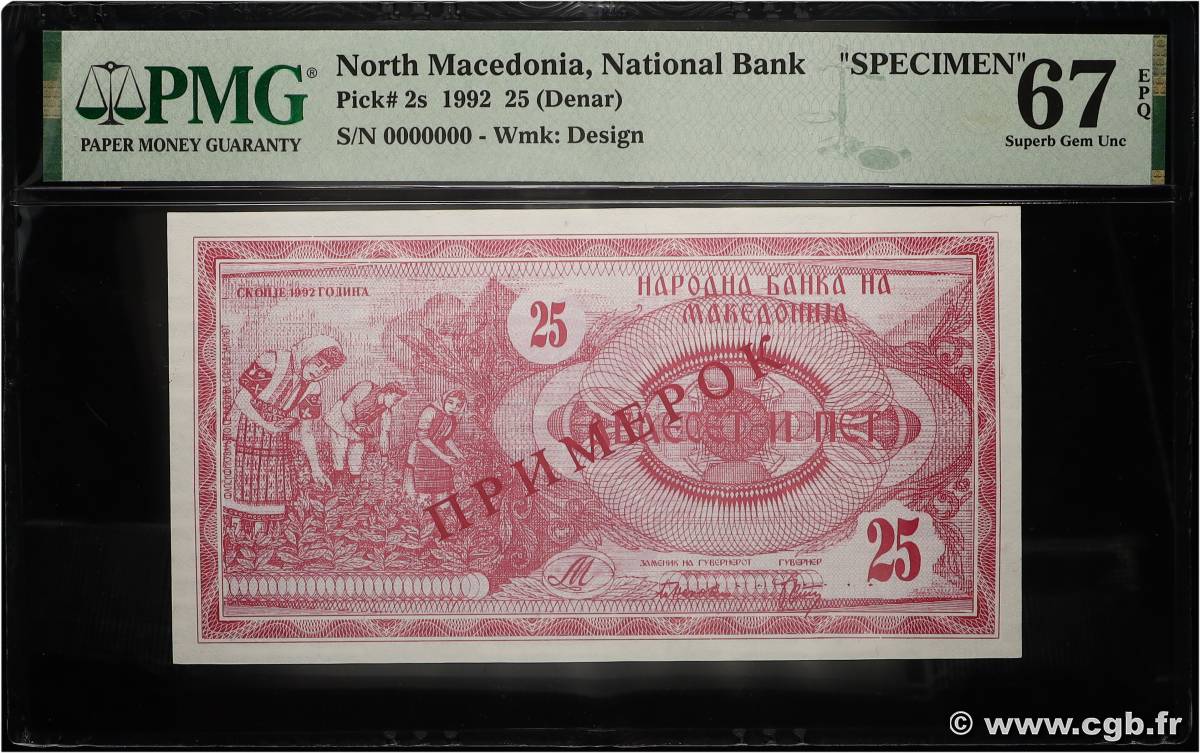 PMG®
PAPER MONEY GUARANTY
North Macedonia, National Bank "SPECIMEN"
Pick# 2s 1992 25 (Denar)
S/N 0000000 - Wmk: Design
67
EPQ
Superb Gem Unc
СКОПЈЕ 1992 ГОДИНА
25
НАРОДНА БАНКА НА
МАКЕДОНИЈА
ПРИМЕРОК
ДВАЕСЕТ И ПЕТ
ЗАМЕНИК НА ГУВЕРНЕРОТ ГУВЕРНЕР
М
25
© www.cgb.fr